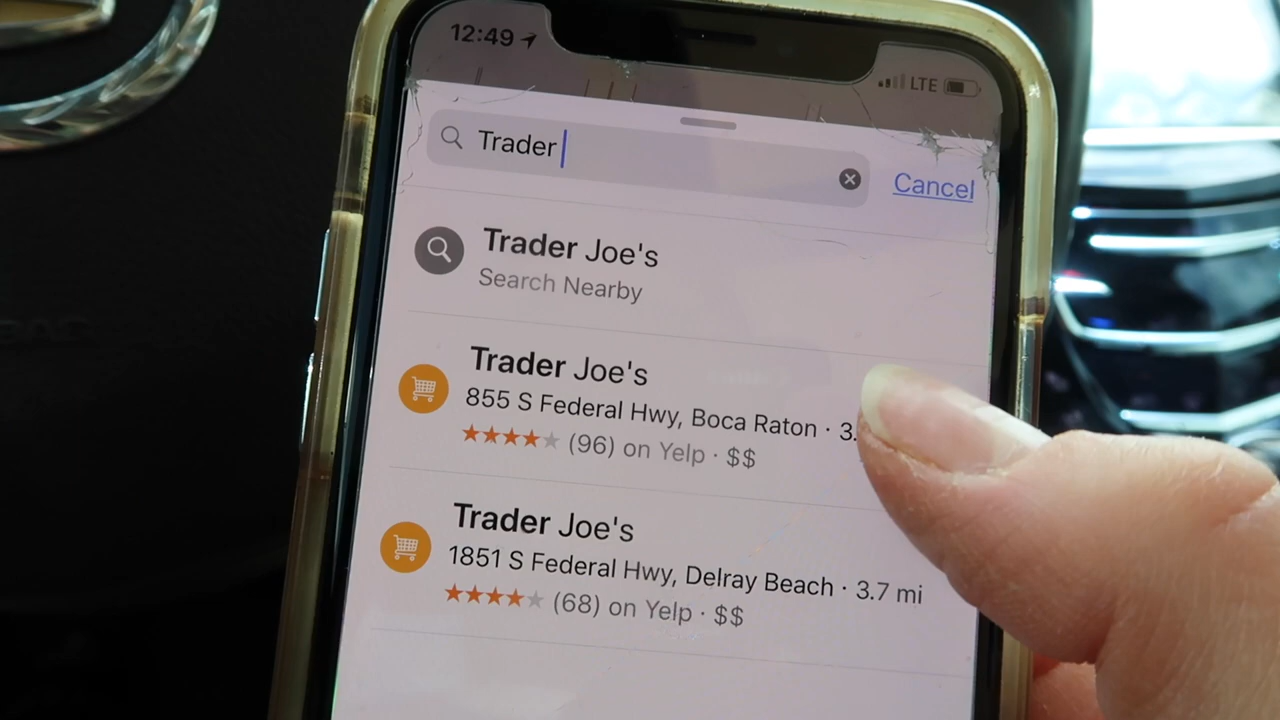 12:49
LTE
Trader
Cancel
Trader Joe's
Search Nearby
Trader Joe's
855 S Federal Hwy, Boca Raton · 3.
★★★★★ (96) on Yelp · $$
Trader Joe's
1851 S Federal Hwy, Delray Beach · 3.7 mi
★★★★★ (68) on Yelp · $$